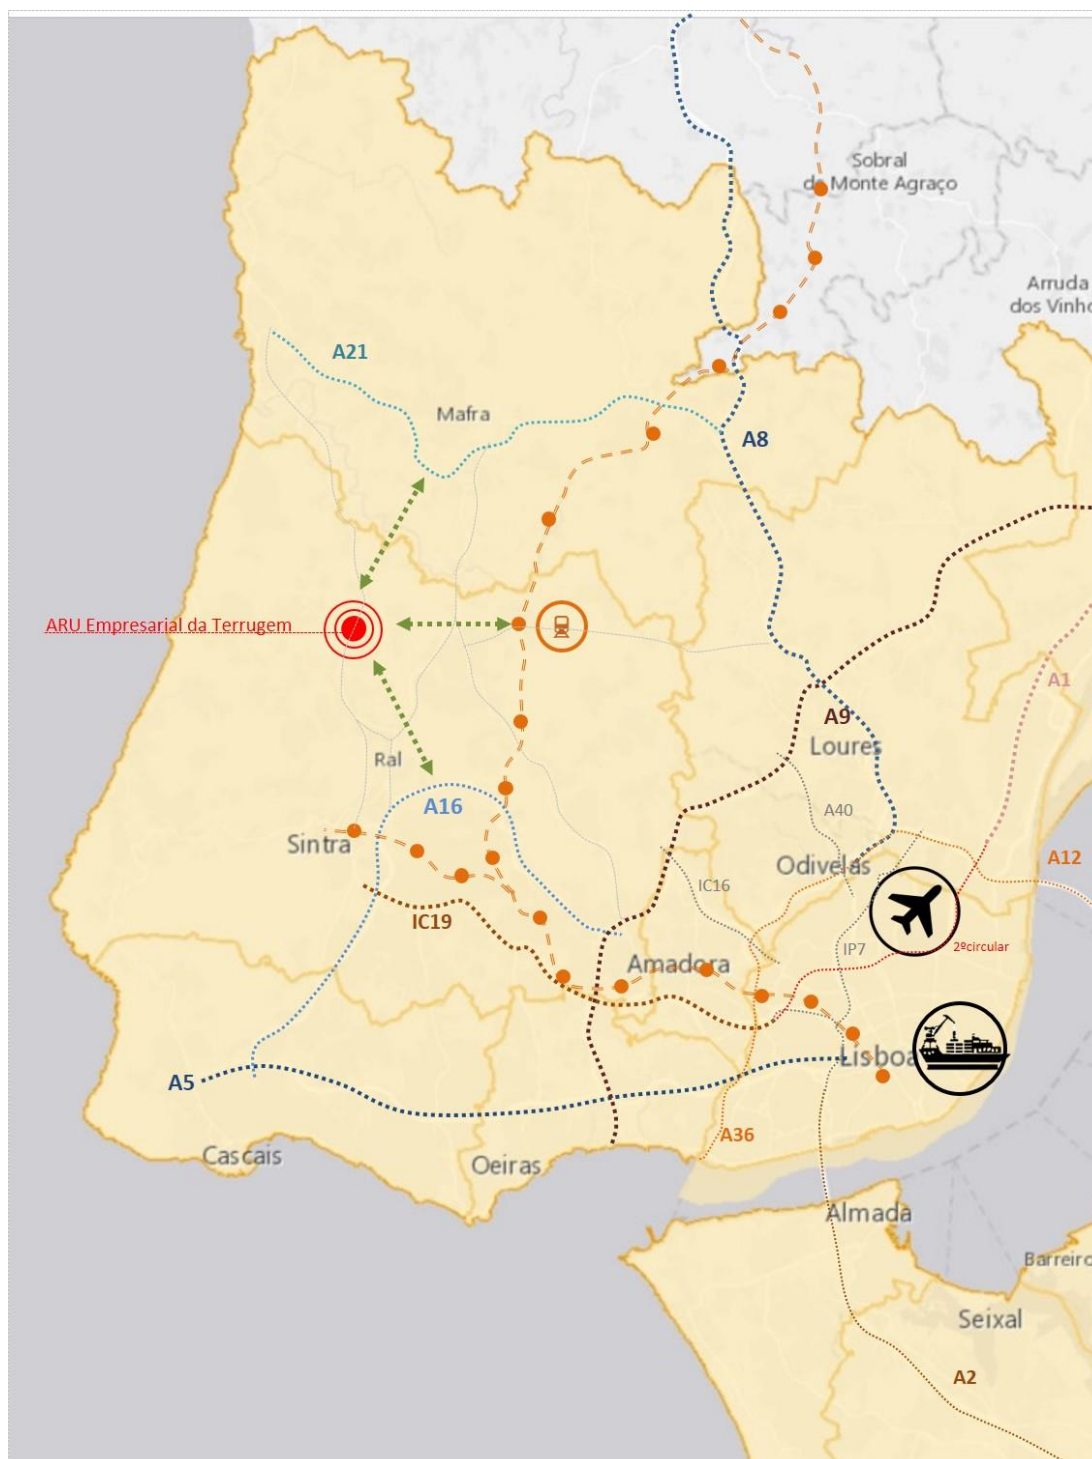 Sobral
de Monte Agraço
Arruda
dos Vinho
A21
Mafra
A8
ARU Empresarial da Terrugem
A1
A9
Loures
Ral
A16
A40
Sintra
Odivelas
A12
IC16
IC19
IP7
2ºcircular
Amadora
Lisboa
A5
A36
Cascais
Oeiras
Almada
Barreiro
Seixal
A2